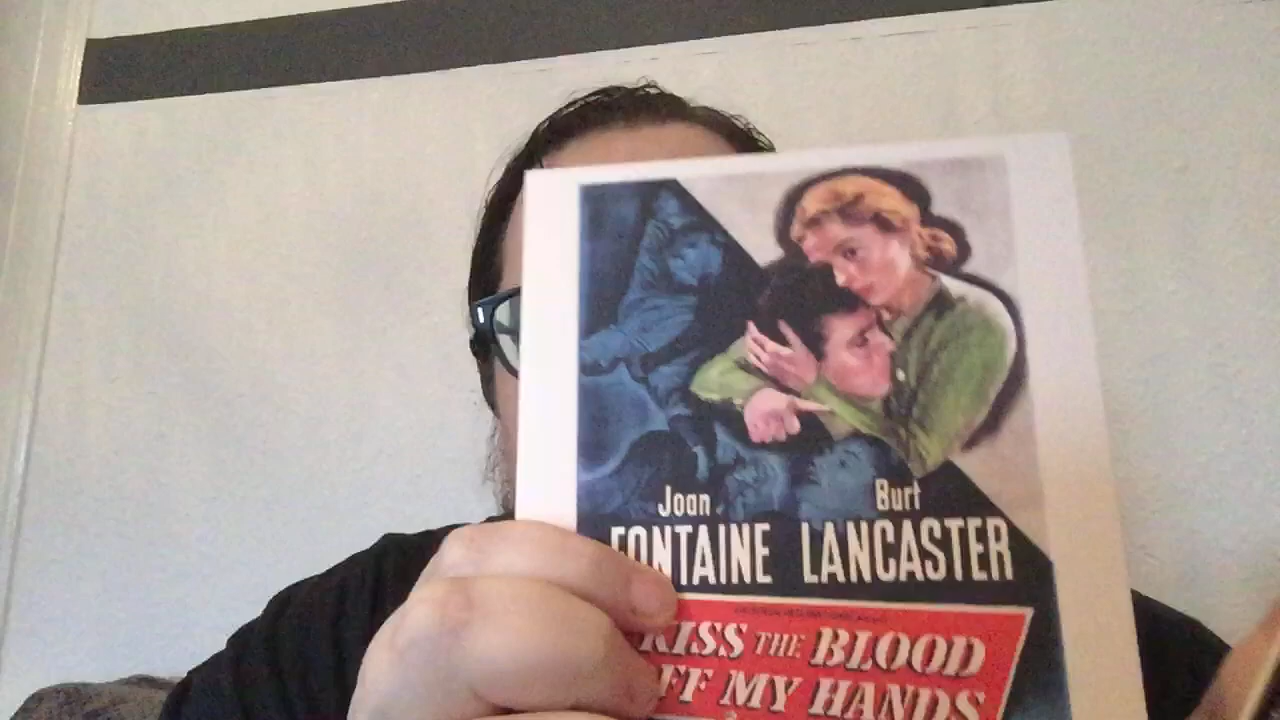 Joan Burt
FONTAINE LANCASTER
KISS THE BLOOD
FF MY HANDS